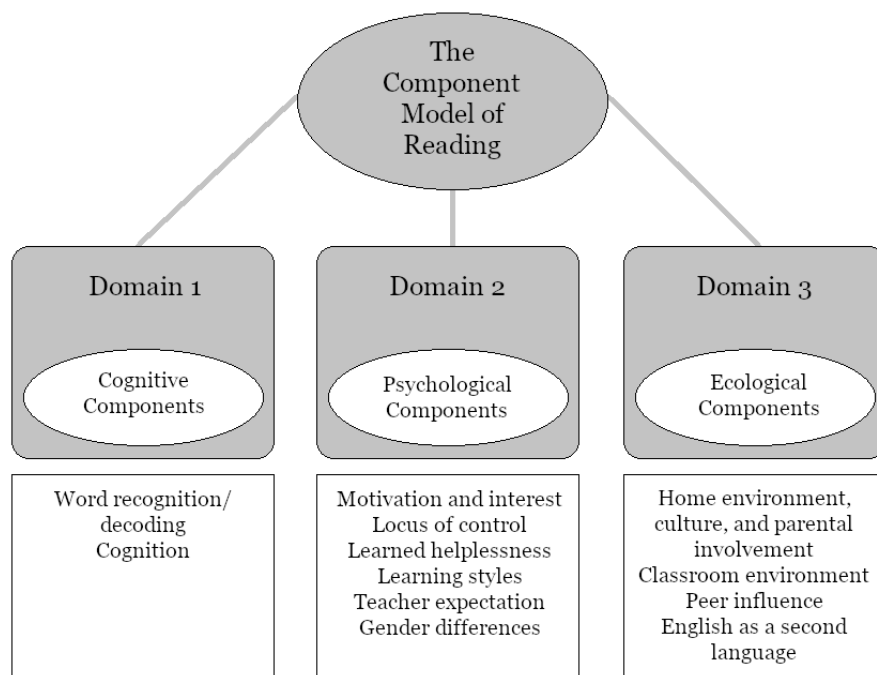 The
Component
Model of
Reading
Domain 1
Cognitive
Components
Word recognition/
decoding
Cognition
Domain 2
Psychological
Components
Motivation and interest
Locus of control
Learned helplessness
Learning styles
Teacher expectation
Gender differences
Domain 3
Ecological
Components
Home environment,
culture, and parental
involvement
Classroom environment
Peer influence
English as a second
language